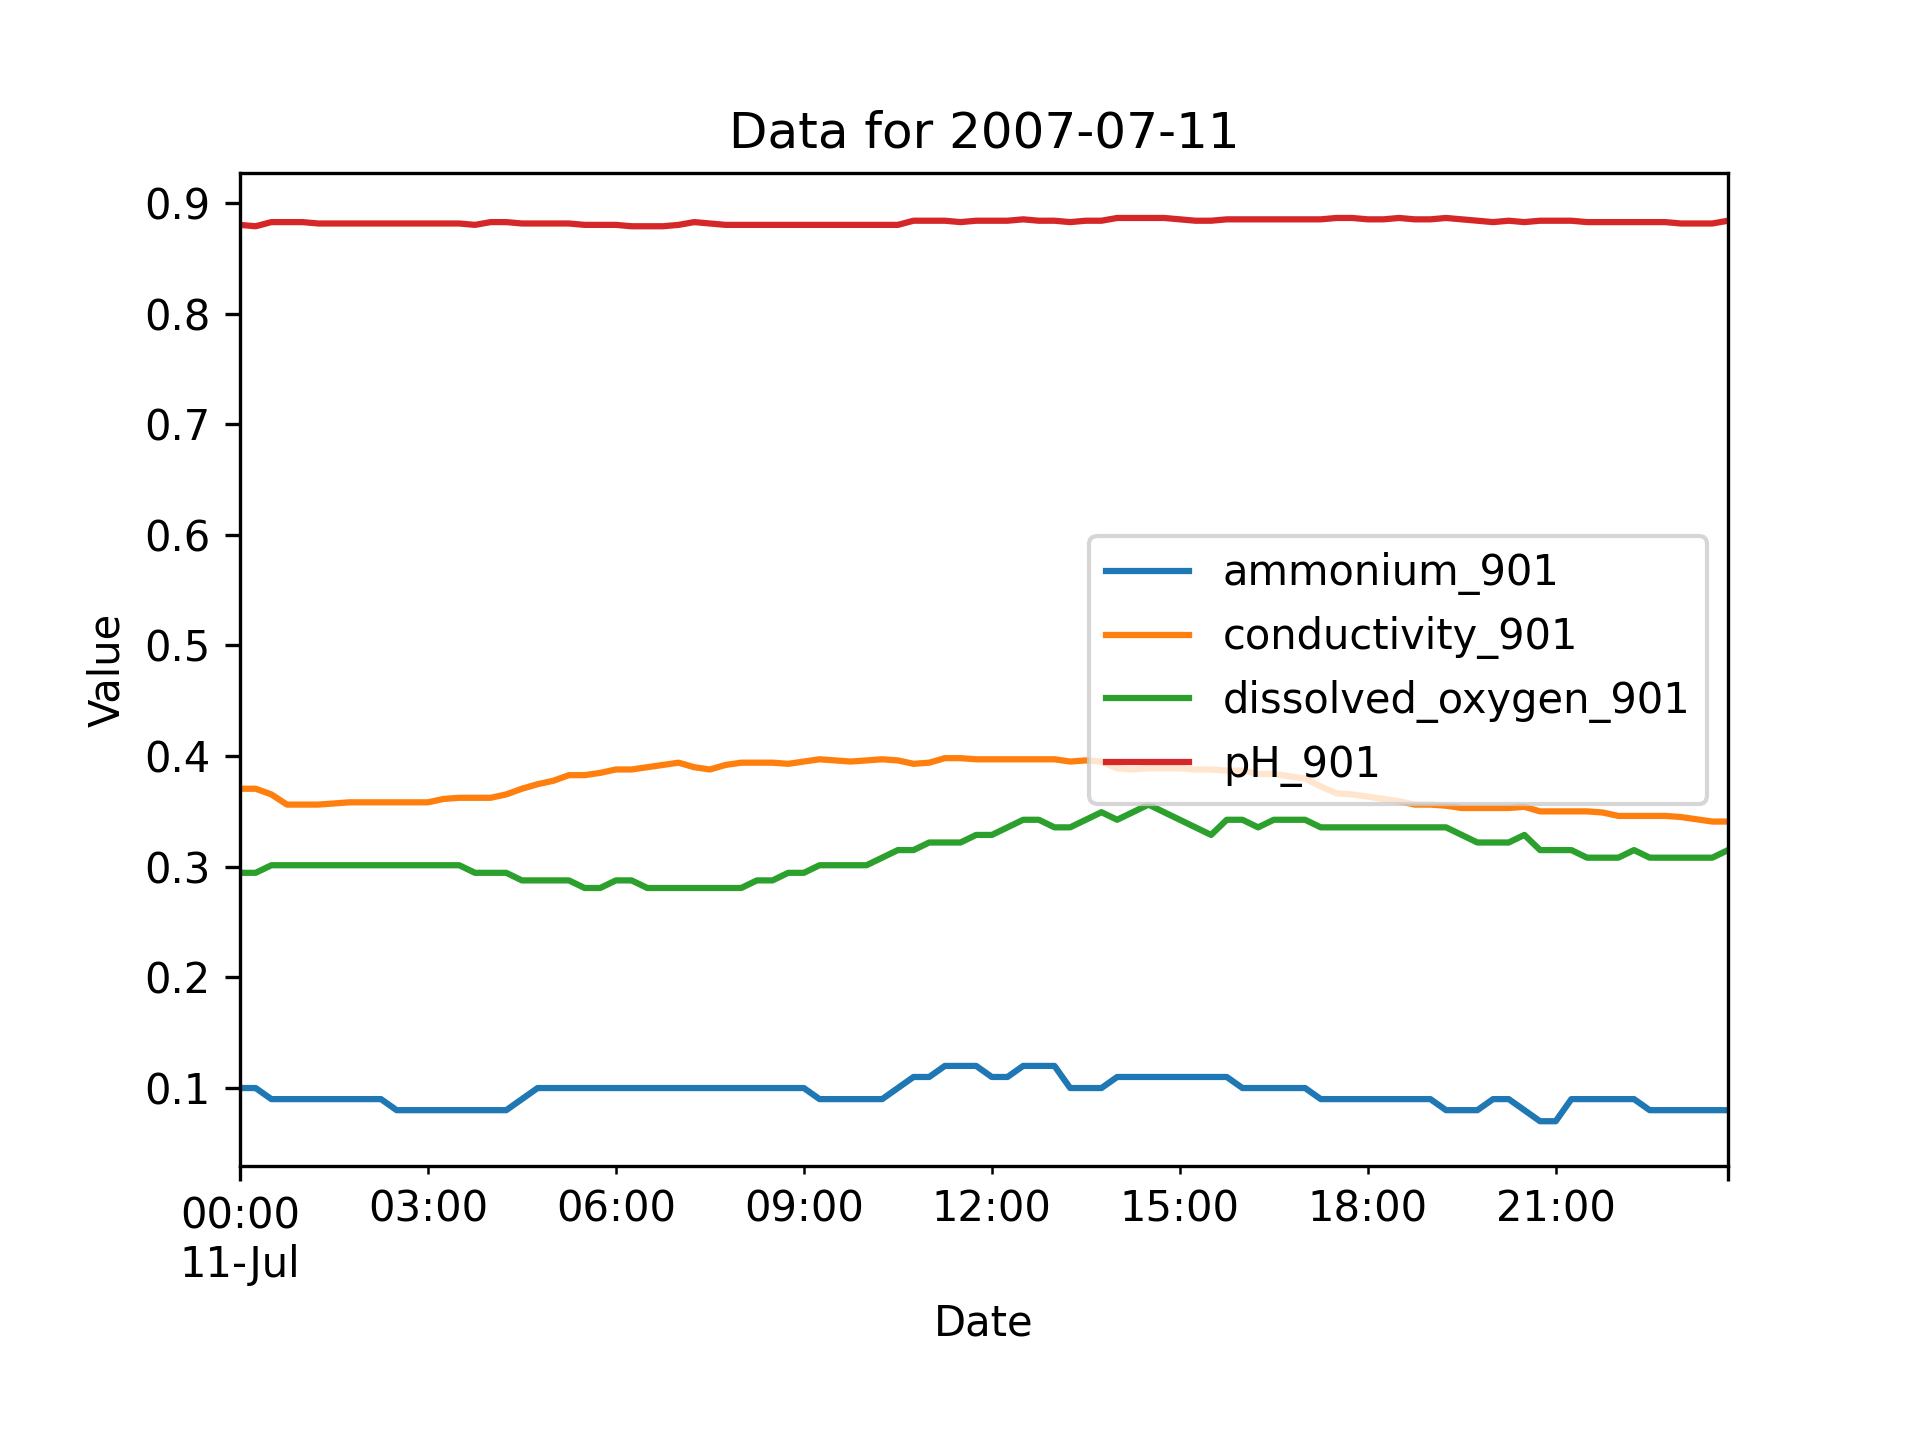 Data for 2007-07-11
0.9
0.8
0.7
0.6
0.5
0.4
0.3
0.2
0.1
Value
ammonium_901
conductivity_901
dissolved_oxygen_901
pH_901
00:00 03:00 06:00 09:00 12:00 15:00 18:00 21:00
11-Jul
Date